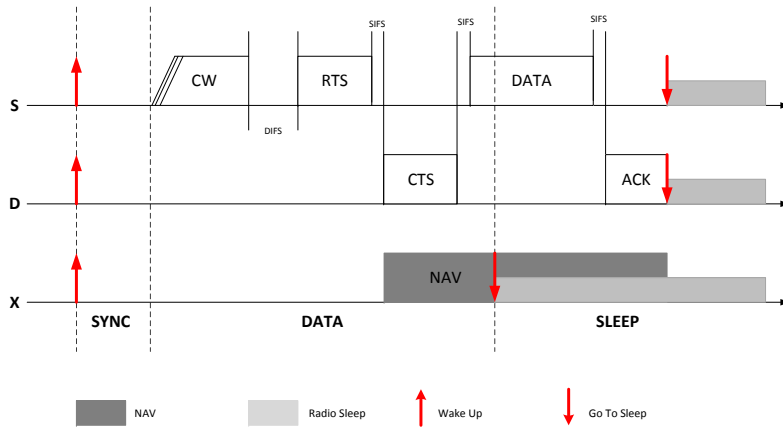 SIFS
SIFS
SIFS
CW
RTS
DATA
S
DIFS
CTS
ACK
D
NAV
X
SYNC
DATA
SLEEP
NAV
Radio Sleep
Wake Up
Go To Sleep